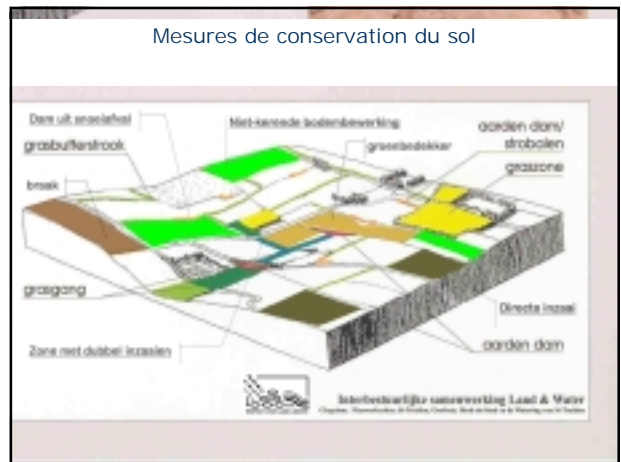 Mesures de conservation du sol
Dam uit snoeiafval
Niet-kerende bodembewerking
aarden dam/
strobalen
grasbufferstrook
groenbedekker
graszone
braak
grasgang
Directe inzaai
Zone met dubbel inzaaien
aarden dam
Interbestuurlijke samenwerking Land & Water